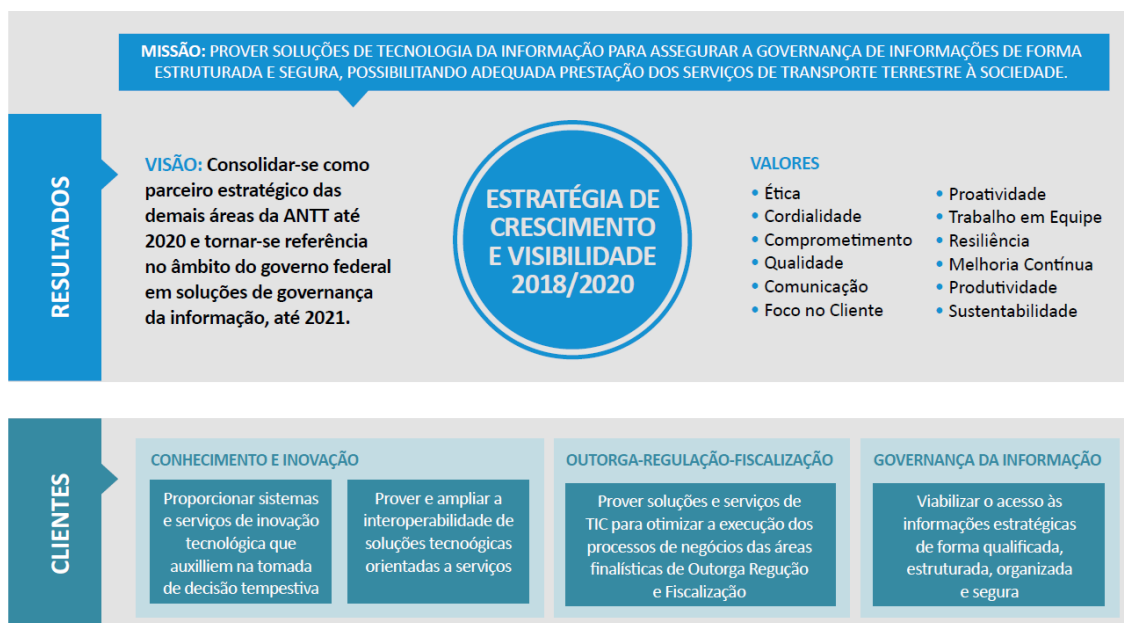 MISSÃO: PROVER SOLUÇÕES DE TECNOLOGIA DA INFORMAÇÃO PARA ASSEGURAR A GOVERNANÇA DE INFORMAÇÕES DE FORMA
ESTRUTURADA E SEGURA, POSSIBILITANDO ADEQUADA PRESTAÇÃO DOS SERVIÇOS DE TRANSPORTE TERRESTRE À SOCIEDADE.
RESULTADOS
VISÃO: Consolidar-se como
parceiro estratégico das
demais áreas da ANTT até
2020 e tornar-se referência
no âmbito do governo federal
em soluções de governança
da informação, até 2021.
ESTRATÉGIA DE
CRESCIMENTO
E VISIBILIDADE
2018/2020
VALORES
• Ética
• Cordialidade
• Comprometimento
• Qualidade
• Comunicação
• Foco no Cliente
• Proatividade
• Trabalho em Equipe
• Resiliência
• Melhoria Contínua
• Produtividade
• Sustentabilidade
CLIENTES
CONHECIMENTO E INOVAÇÃO
Proporcionar sistemas
e serviços de inovação
tecnológica que
auxilliem na tomada
de decisão tempestiva
Prover e ampliar a
interoperabilidade de
soluções tecnoógicas
orientadas a serviços
OUTORGA-REGULAÇÃO-FISCALIZAÇÃO
Prover soluções e serviços de
TIC para otimizar a execução dos
processos de negócios das áreas
finalísticas de Outorga Regução
e Fiscalização
GOVERNANÇA DA INFORMAÇÃO
Viabilizar o acesso às
informações estratégicas
de forma qualificada,
estruturada, organizada
e segura